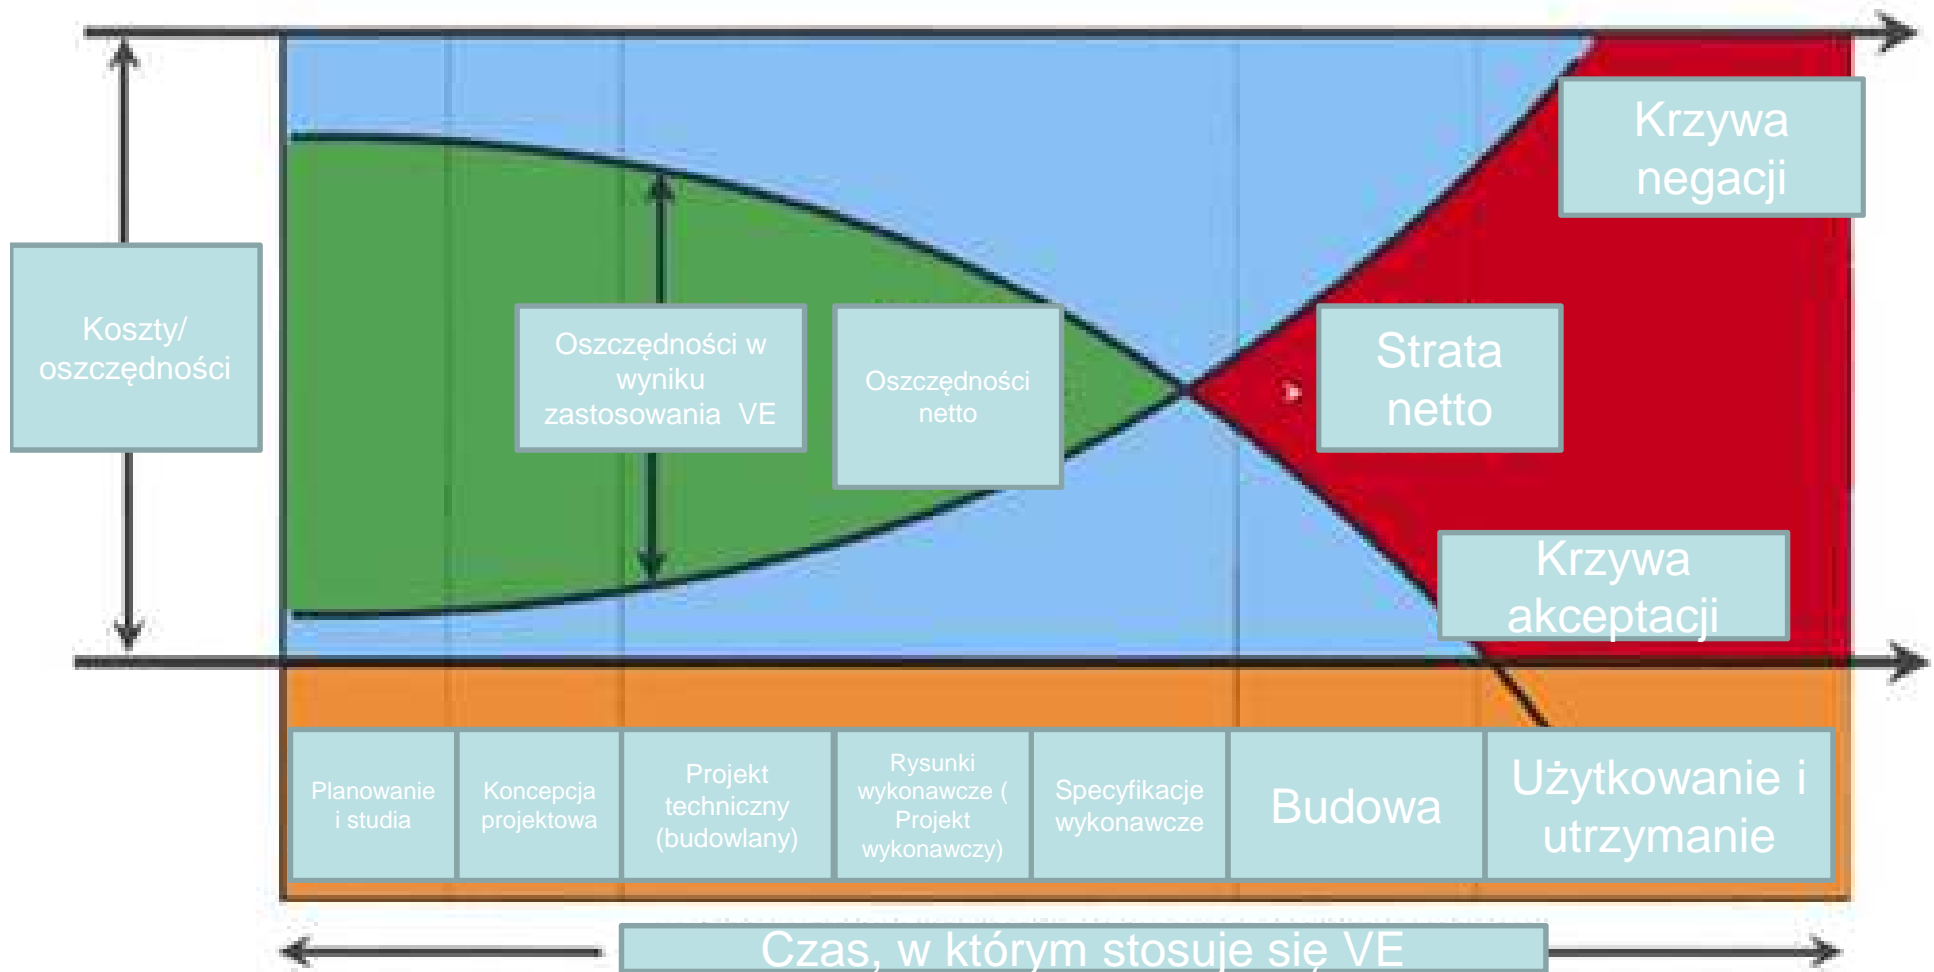 Krzywa
negacji
Koszty/
oszczędności
Oszczędności w
wyniku
zastosowania VE
Oszczędności
netto
Strata
netto
Krzywa
akceptacji
Planowanie
i studia
Koncepcja
projektowa
Projekt
techniczny
(budowlany)
Rysunki
wykonawcze (
Projekt
wykonawczy)
Specyfikacje
wykonawcze
Budowa
Użytkowanie i
utrzymanie
Czas, w którym stosuje się VE